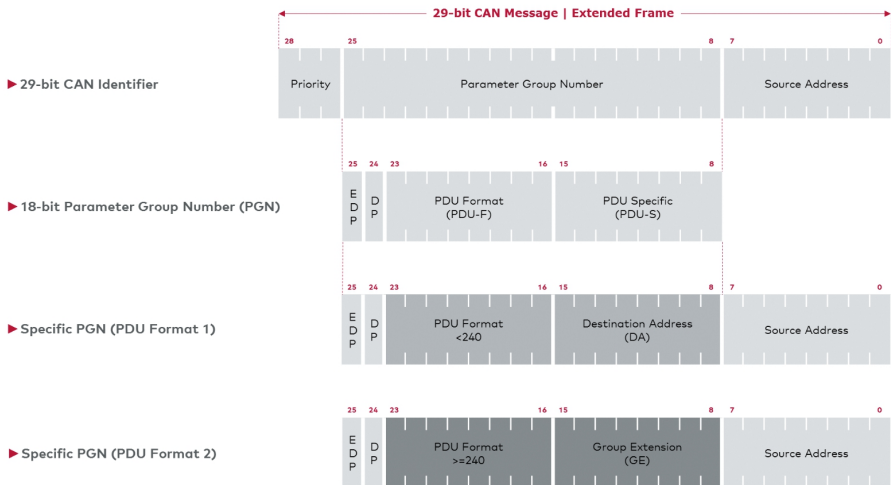 29-bit CAN Message | Extended Frame
28 25 8 7 0
▶ 29-bit CAN Identifier
Priority Parameter Group Number Source Address
25 24 23 16 15 8
▶ 18-bit Parameter Group Number (PGN)
E
D
P
D
P
PDU Format
(PDU-F)
PDU Specific
(PDU-S)
25 24 23 16 15 8 7 0
▶ Specific PGN (PDU Format 1)
E
D
P
D
P
PDU Format
<240
Destination Address
(DA)
Source Address
25 24 23 16 15 8 7 0
▶ Specific PGN (PDU Format 2)
E
D
P
D
P
PDU Format
>=240
Group Extension
(GE)
Source Address